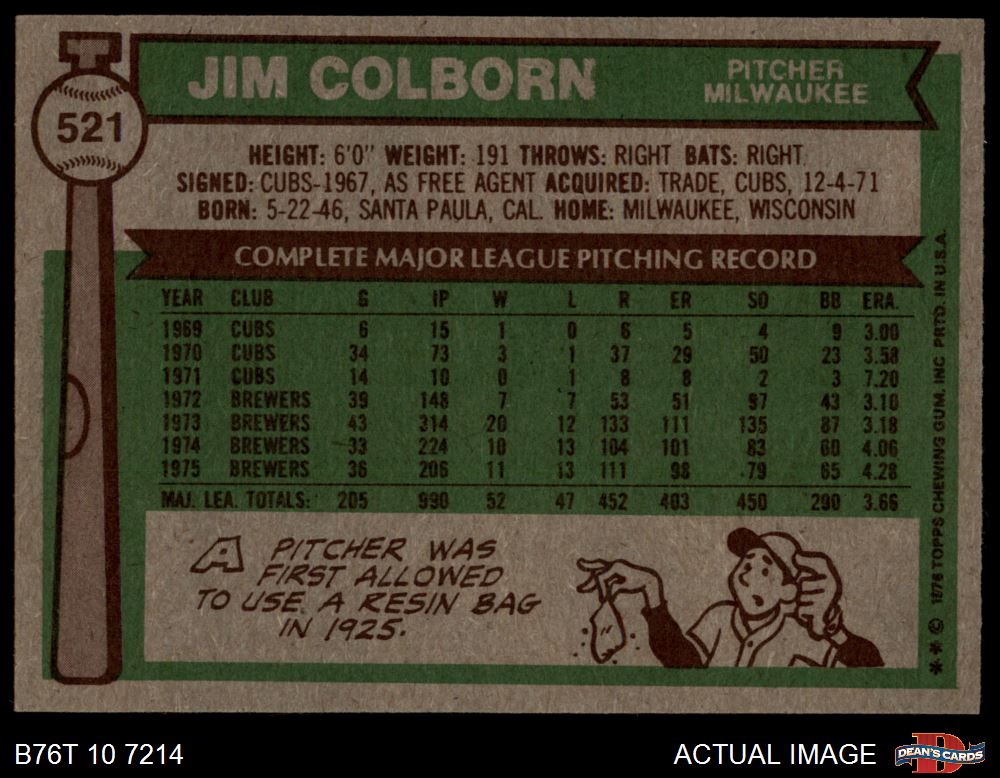 521
JIM COLBORN
PITCHER
MILWAUKEE
HEIGHT: 6'0" WEIGHT: 191 THROWS: RIGHT BATS: RIGHT
SIGNED: CUBS-1967, AS FREE AGENT ACQUIRED: TRADE, CUBS, 12-4-71
BORN: 5-22-46, SANTA PAULA, CAL. HOME: MILWAUKEE, WISCONSIN
COMPLETE MAJOR LEAGUE PITCHING RECORD
YEAR CLUB G IP W L R ER SO BB ERA.
1969 CUBS 6 15 1 0 6 5 4 9 3.00
1970 CUBS 34 73 3 1 37 29 50 23 3.58
1971 CUBS 14 10 0 1 8 8 2 3 7.20
1972 BREWERS 39 148 7 7 53 51 97 43 3.10
1973 BREWERS 43 314 20 12 133 111 135 87 3.18
1974 BREWERS 33 224 10 13 104 101 83 60 4.06
1975 BREWERS 36 206 11 13 111 98 79 65 4.28
MAJ. LEA. TOTALS: 205 990 52 47 452 403 450 290 3.66
A PITCHER WAS
FIRST ALLOWED
TO USE A RESIN BAG
IN 1925.
** © 1976 TOPPS CHEWING GUM, INC. PRTD. IN U.S.A.
B76T 10 7214
ACTUAL IMAGE
DEAN'S CARDS